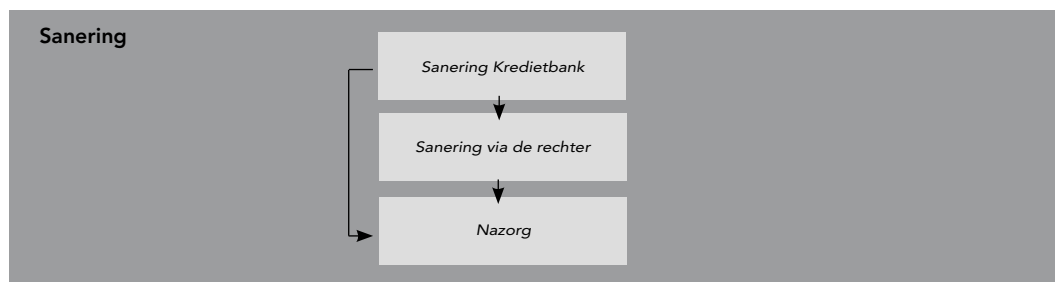 Sanering
Sanering Kredietbank
Sanering via de rechter
Nazorg